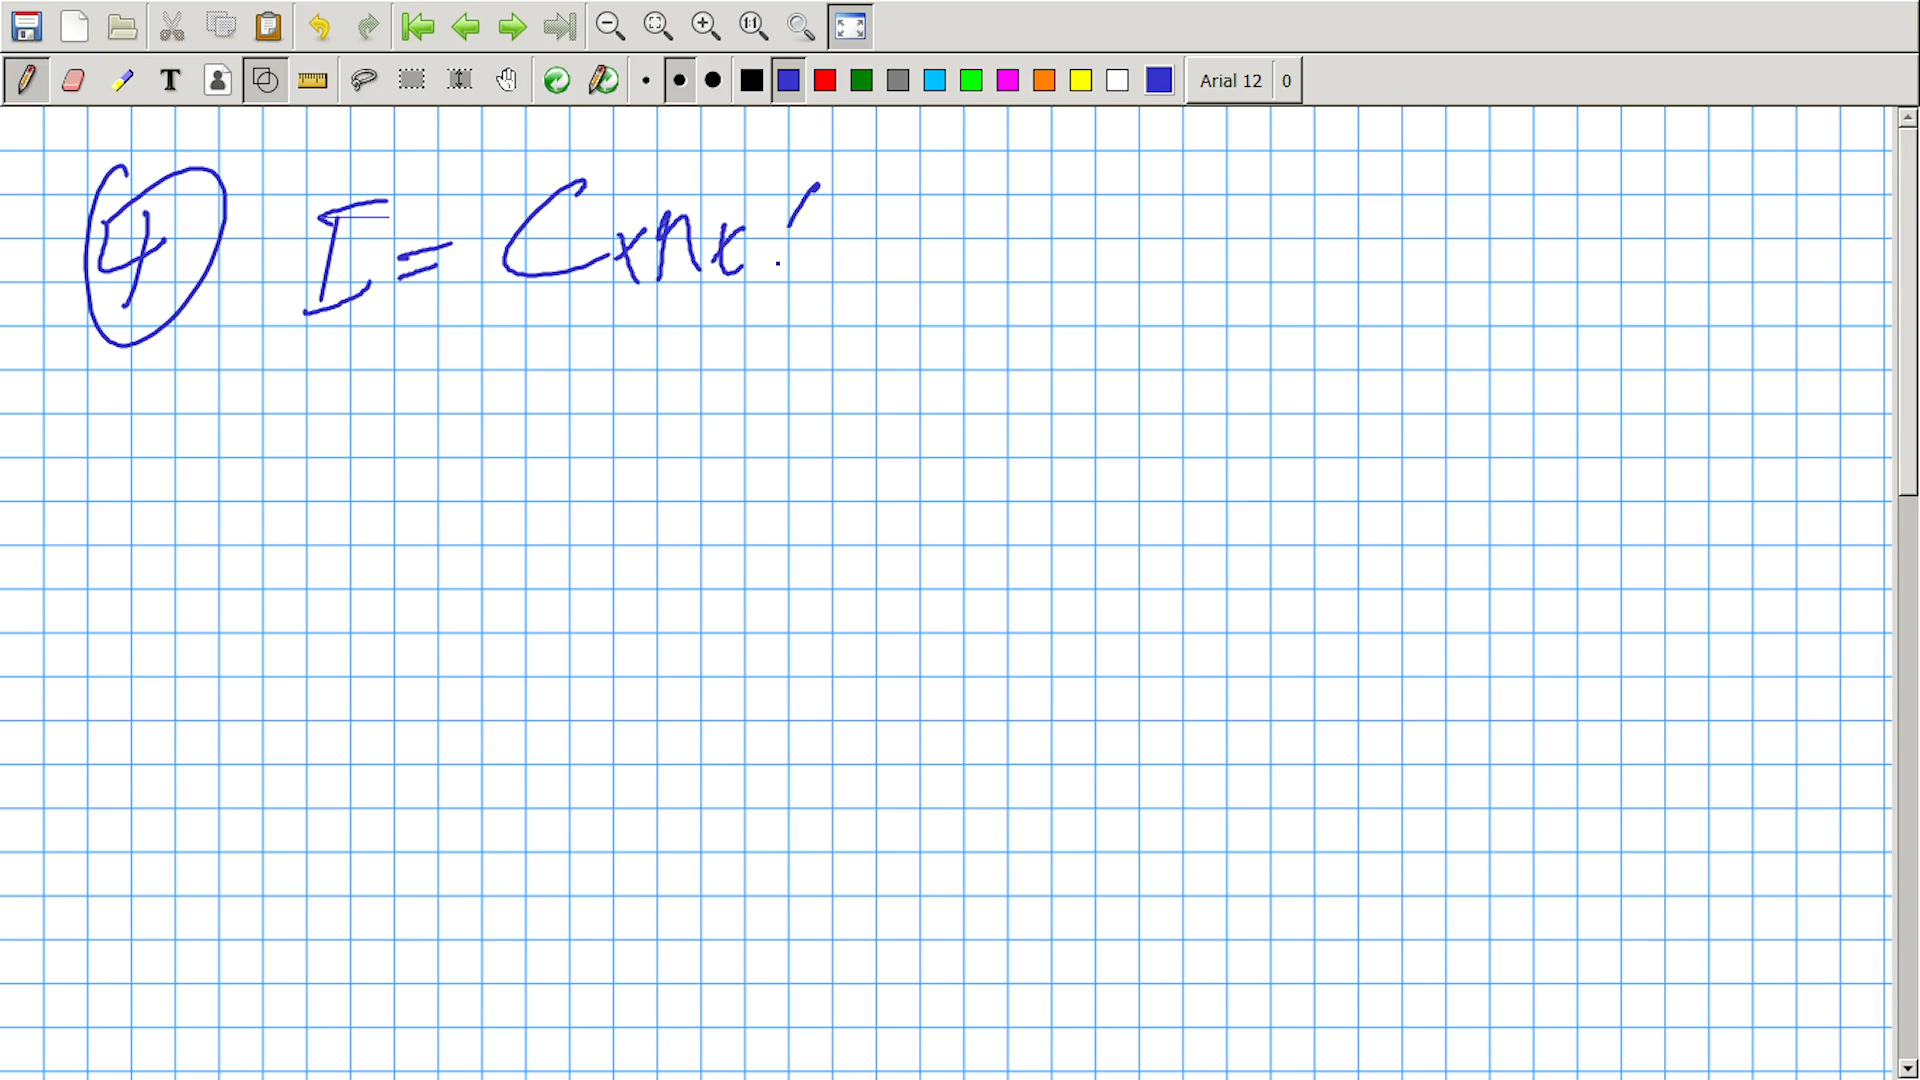 T Arial 12 0
④ I = C x n x